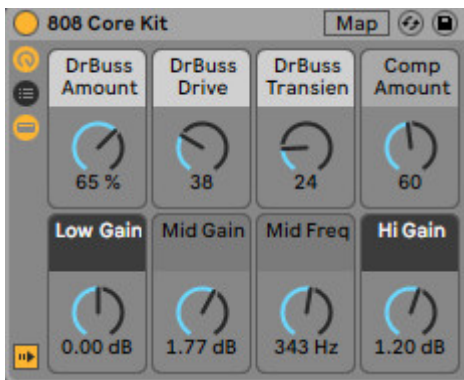 808 Core Kit Map
DrBuss Amount
DrBuss Drive
DrBuss Transien
Comp Amount
65 %
38
24
60
Low Gain
Mid Gain
Mid Freq
Hi Gain
0.00 dB
1.77 dB
343 Hz
1.20 dB